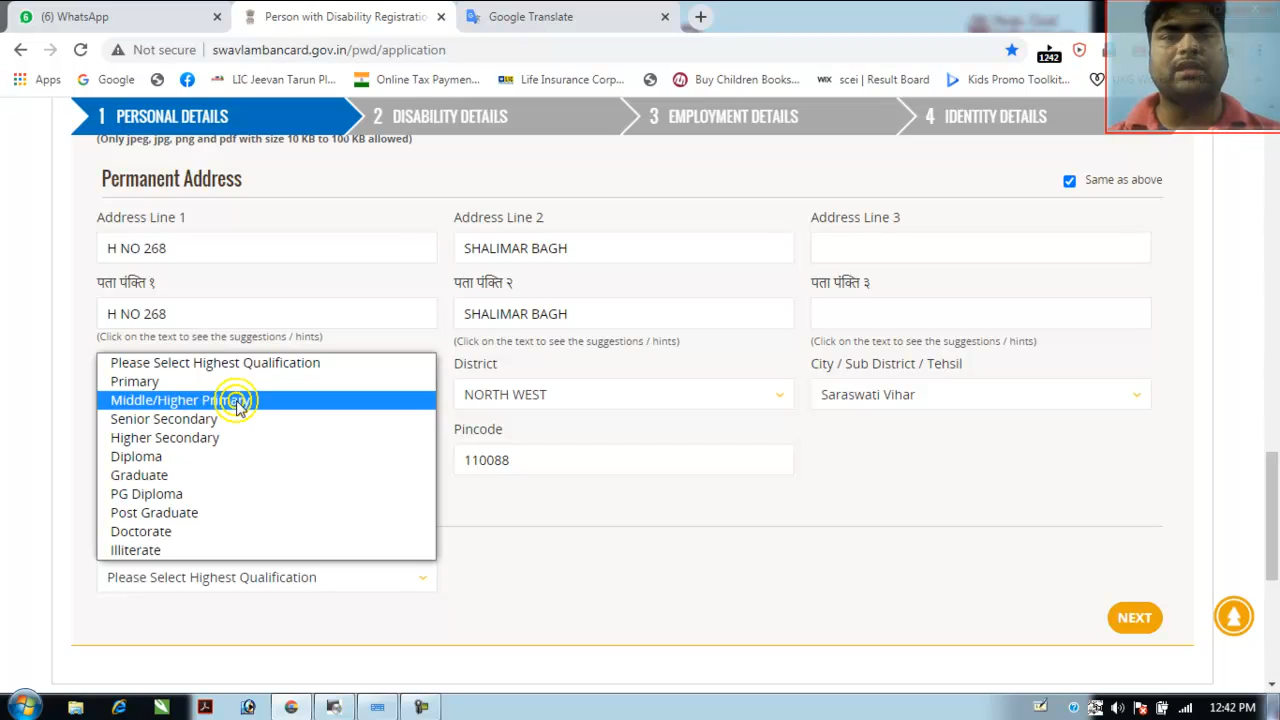 (6) WhatsApp
Person with Disability Registratio
Google Translate
Not secure
swavlambancard.gov.in/pwd/application
1242
Apps
Google
LIC Jeevan Tarun Pl...
Online Tax Paymen...
Life Insurance Corp...
Buy Children Books...
WIX
scei | Result Board
Kids Promo Toolkit...
1 PERSONAL DETAILS
2 DISABILITY DETAILS
3 EMPLOYMENT DETAILS
4 IDENTITY DETAILS
(Only jpeg, jpg, png and pdf with size 10 KB to 100 KB allowed)
Permanent Address
Same as above
Address Line 1
Address Line 2
Address Line 3
H NO 268
SHALIMAR BAGH
पता पंक्ति १
पता पंक्ति २
पता पंक्ति ३
H NO 268
SHALIMAR BAGH
(Click on the text to see the suggestions / hints)
(Click on the text to see the suggestions / hints)
(Click on the text to see the suggestions / hints)
Please Select Highest Qualification
Primary
Middle/Higher Primary
Senior Secondary
Higher Secondary
Diploma
Graduate
PG Diploma
Post Graduate
Doctorate
Illiterate
District
City / Sub District / Tehsil
NORTH WEST
Saraswati Vihar
Pincode
110088
Please Select Highest Qualification
NEXT
12:42 PM